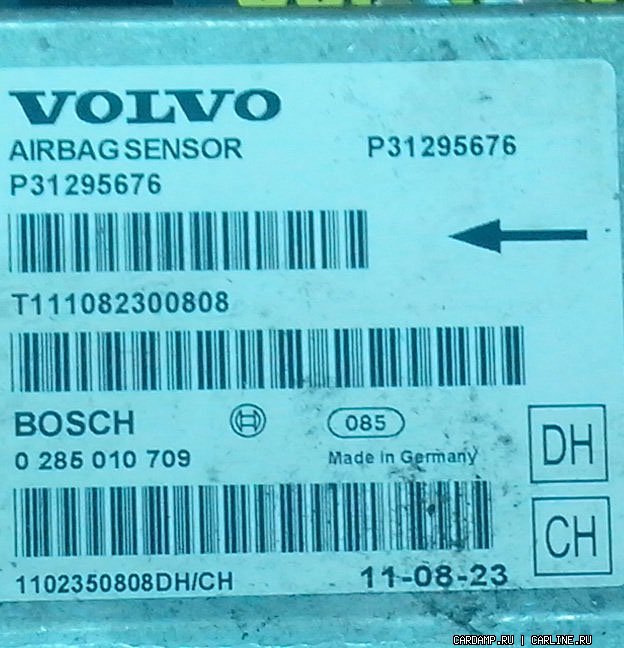 VOLVO
AIRBAG SENSOR P31295676
P31295676
T111082300808
BOSCH 085
0 285 010 709 Made in Germany
DH
CH
1102350808DH/CH 11-08-23
CARDAMP.RU | CARLINE.RU